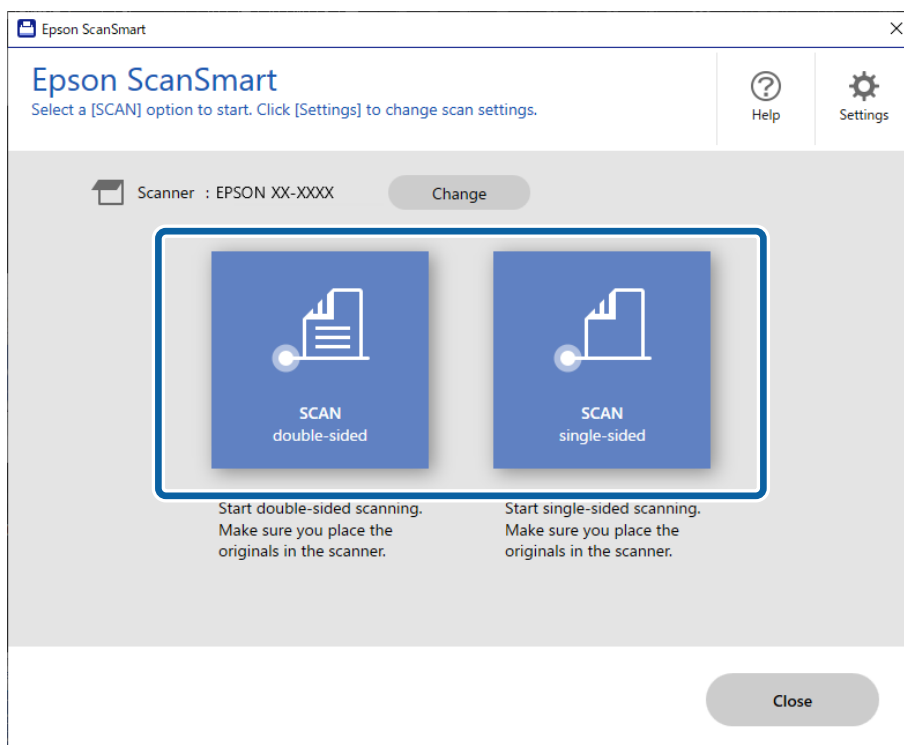 Epson ScanSmart
Epson ScanSmart
Select a [SCAN] option to start. Click [Settings] to change scan settings.
Help
Settings
Scanner : EPSON XX-XXXX
Change
SCAN
double-sided
SCAN
single-sided
Start double-sided scanning.
Make sure you place the
originals in the scanner.
Start single-sided scanning.
Make sure you place the
originals in the scanner.
Close